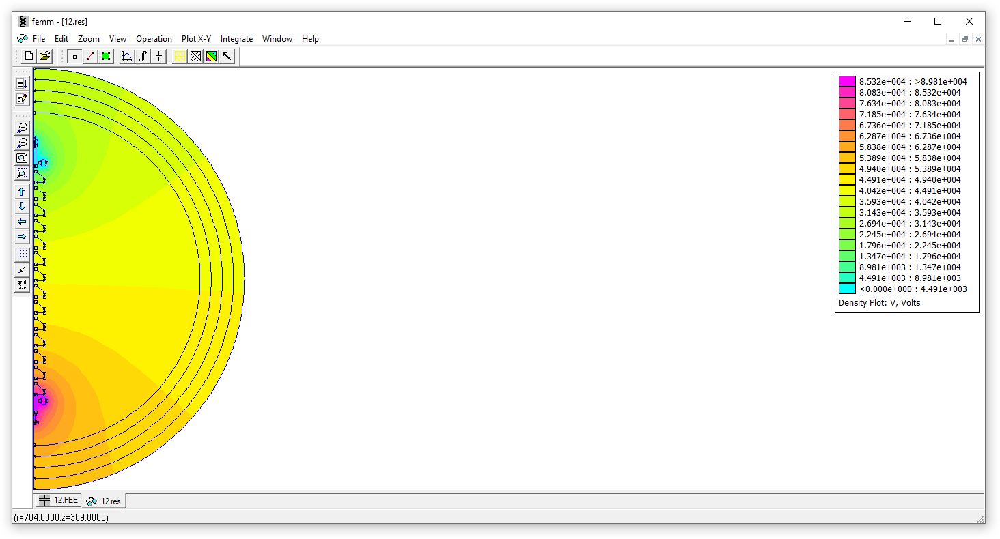 femm - [12.res]
File Edit Zoom View Operation Plot X-Y Integrate Window Help
8.532e+004 : >8.981e+004
8.083e+004 : 8.532e+004
7.634e+004 : 8.083e+004
7.185e+004 : 7.634e+004
6.736e+004 : 7.185e+004
6.287e+004 : 6.736e+004
5.838e+004 : 6.287e+004
5.389e+004 : 5.838e+004
4.940e+004 : 5.389e+004
4.491e+004 : 4.940e+004
4.042e+004 : 4.491e+004
3.593e+004 : 4.042e+004
3.143e+004 : 3.593e+004
2.694e+004 : 3.143e+004
2.245e+004 : 2.694e+004
1.796e+004 : 2.245e+004
1.347e+004 : 1.796e+004
8.981e+003 : 1.347e+004
4.491e+003 : 8.981e+003
<0.000e+000 : 4.491e+003
Density Plot: V, Volts
grid
size
12.FEE 12.res
(r=704.0000,z=309.0000)